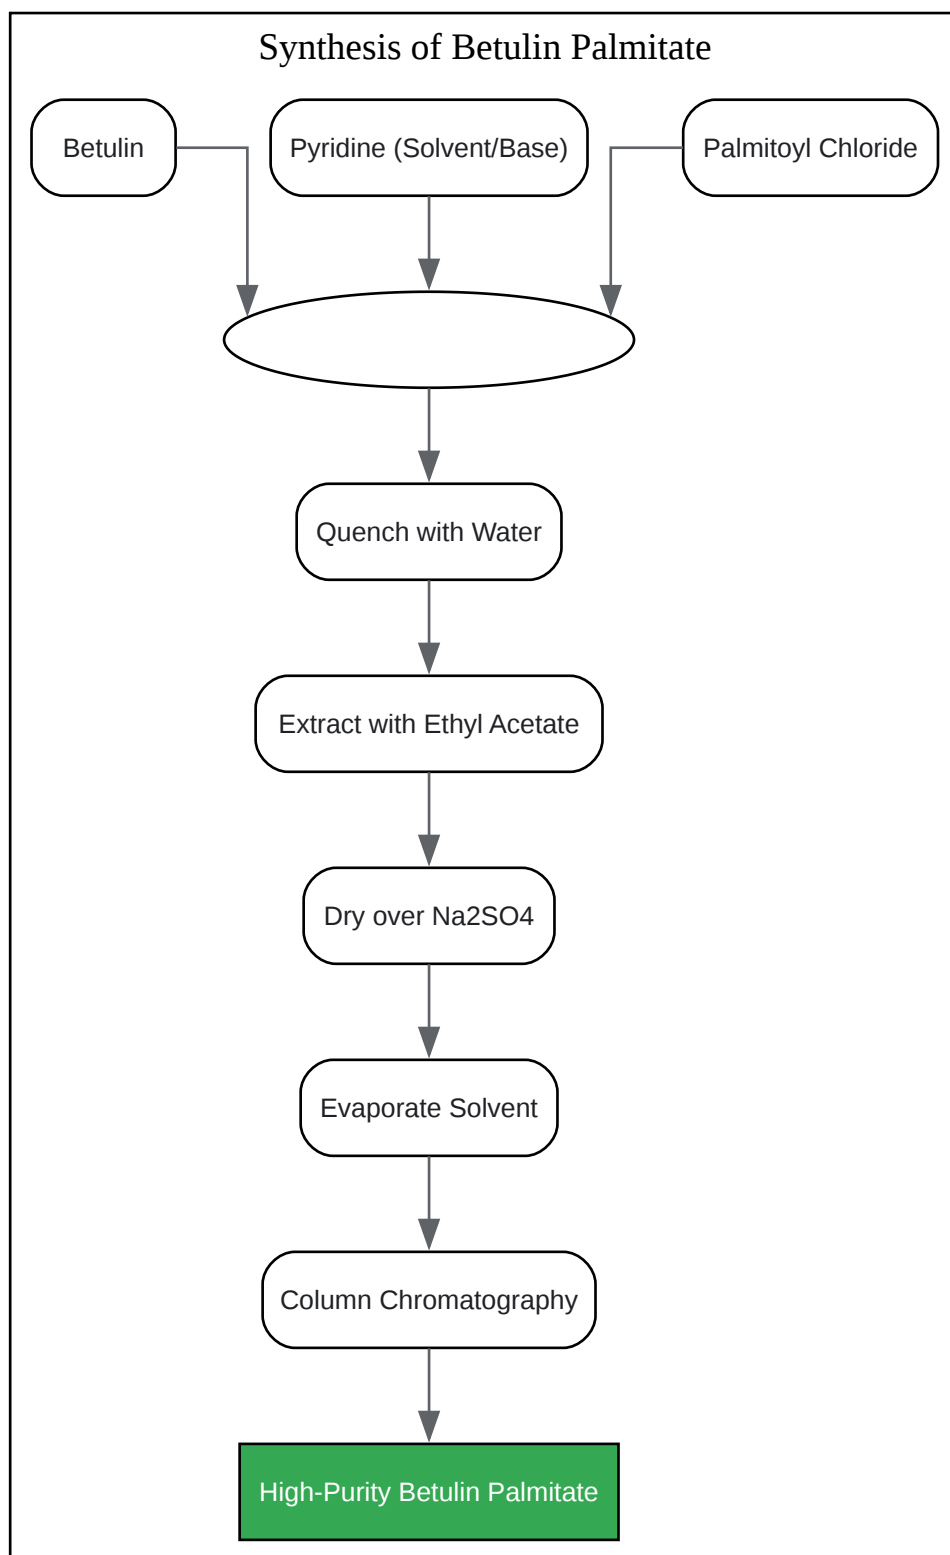 Synthesis of Betulin Palmitate
Betulin
Pyridine (Solvent/Base)
Palmitoyl Chloride
Quench with Water
Extract with Ethyl Acetate
Dry over Na2SO4
Evaporate Solvent
Column Chromatography
High-Purity Betulin Palmitate